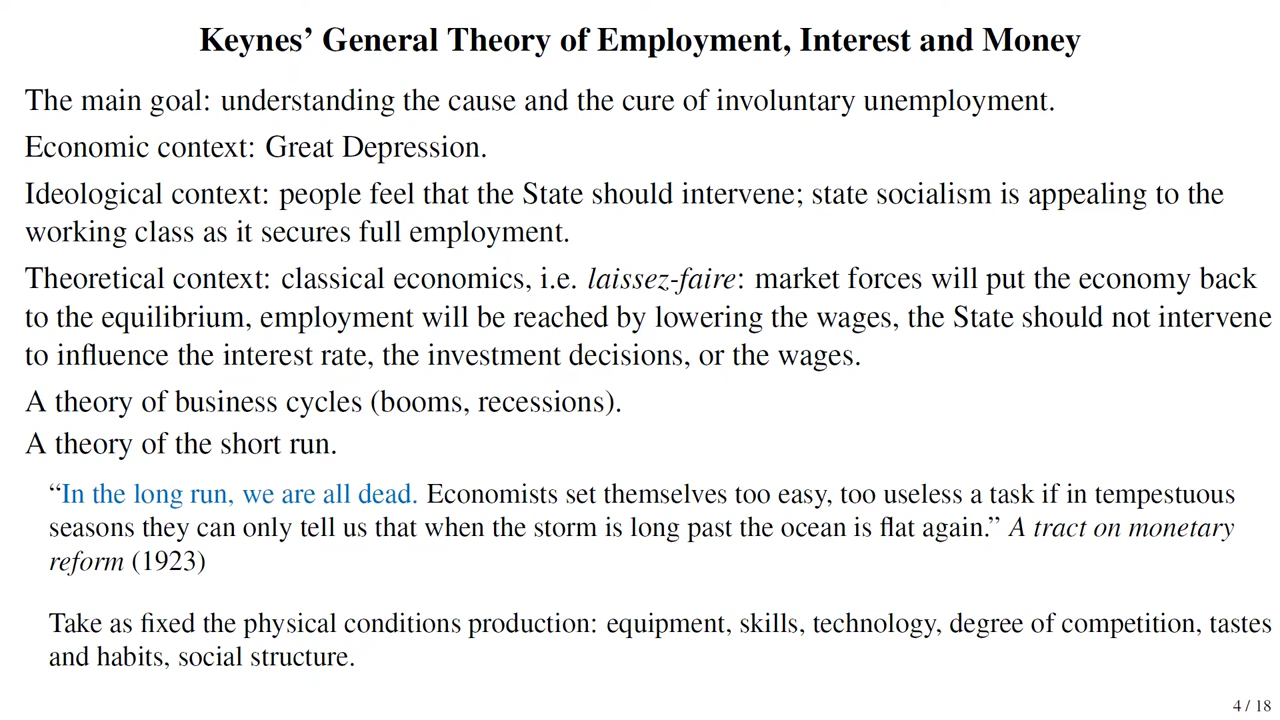 Keynes’ General Theory of Employment, Interest and Money
The main goal: understanding the cause and the cure of involuntary unemployment.
Economic context: Great Depression.
Ideological context: people feel that the State should intervene; state socialism is appealing to the
working class as it secures full employment.
Theoretical context: classical economics, i.e. laissez-faire: market forces will put the economy back
to the equilibrium, employment will be reached by lowering the wages, the State should not intervene
to influence the interest rate, the investment decisions, or the wages.
A theory of business cycles (booms, recessions).
A theory of the short run.
“In the long run, we are all dead. Economists set themselves too easy, too useless a task if in tempestuous
seasons they can only tell us that when the storm is long past the ocean is flat again.” A tract on monetary
reform (1923)
Take as fixed the physical conditions production: equipment, skills, technology, degree of competition, tastes
and habits, social structure.
4 / 18